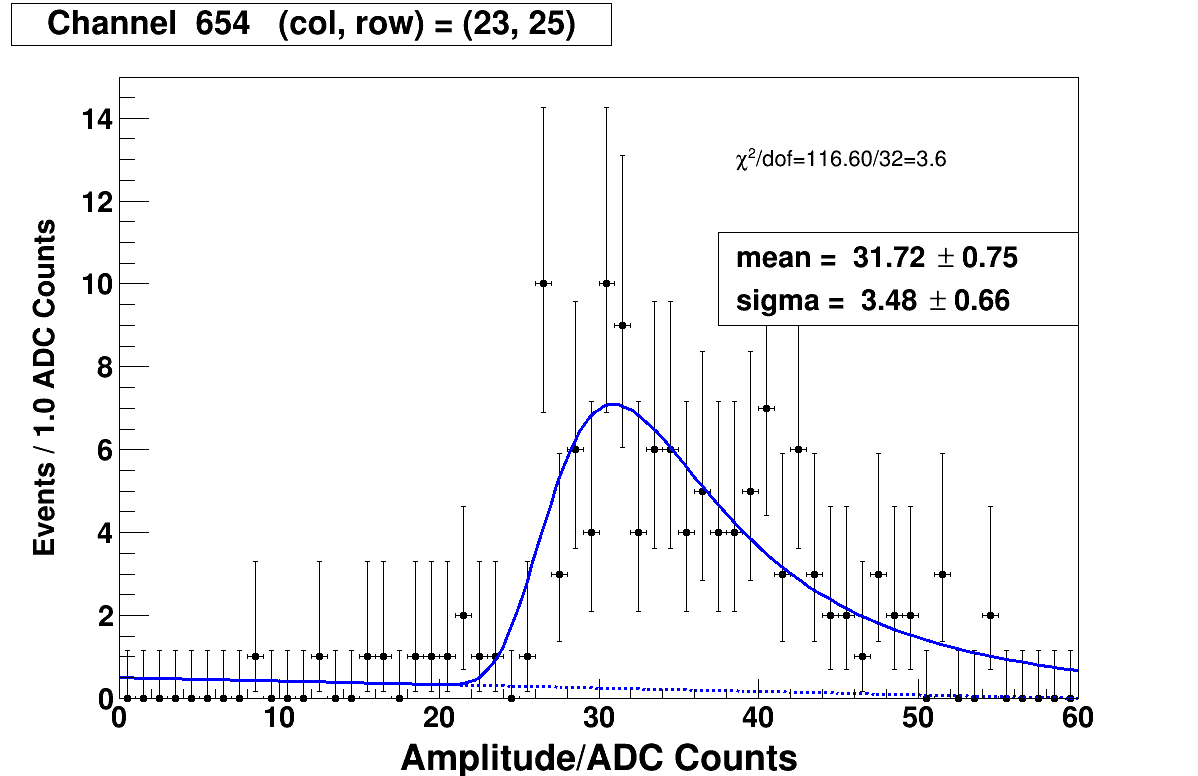 Channel 654 (col, row) = (23, 25)
χ²/dof=116.60/32=3.6
mean = 31.72 ± 0.75
sigma = 3.48 ± 0.66
Events / 1.0 ADC Counts
14
12
10
8
6
4
2
0
0 10 20 30 40 50 60
Amplitude/ADC Counts